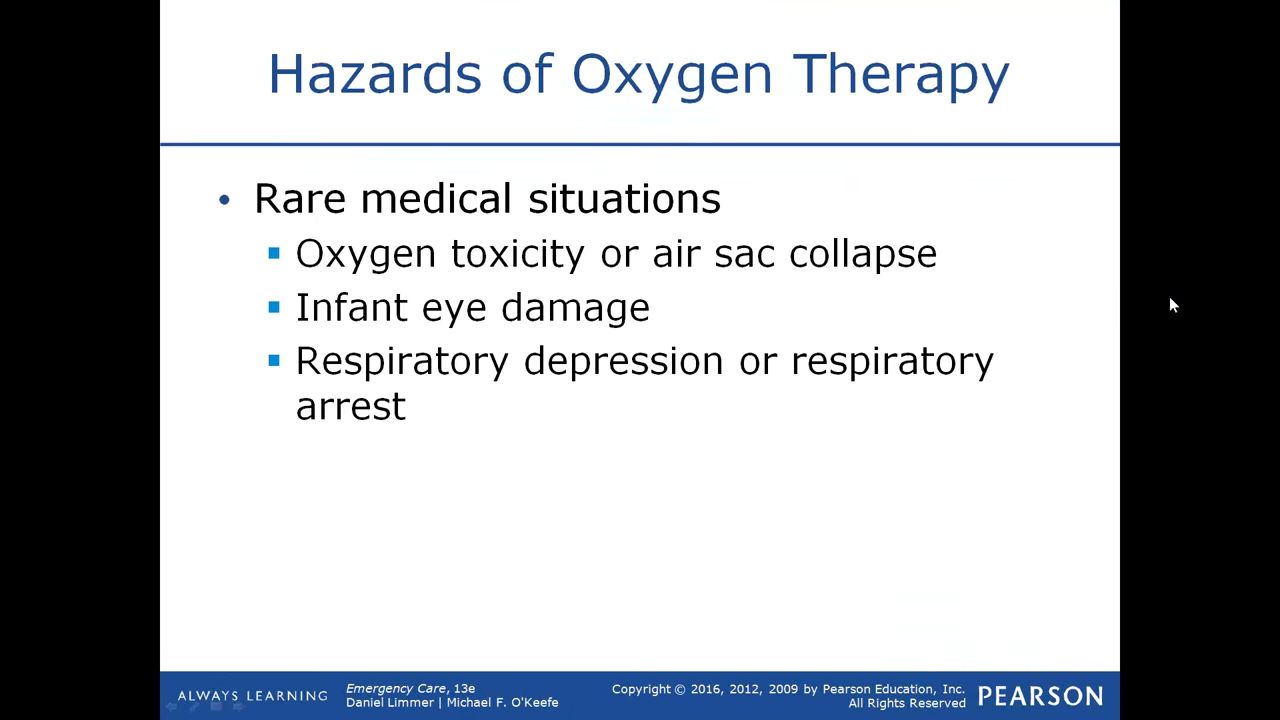 Hazards of Oxygen Therapy
• Rare medical situations
▪ Oxygen toxicity or air sac collapse
▪ Infant eye damage
▪ Respiratory depression or respiratory
arrest
ALWAYS LEARNING
Emergency Care, 13e
Daniel Limmer | Michael F. O'Keefe
Copyright © 2016, 2012, 2009 by Pearson Education, Inc.
All Rights Reserved
PEARSON